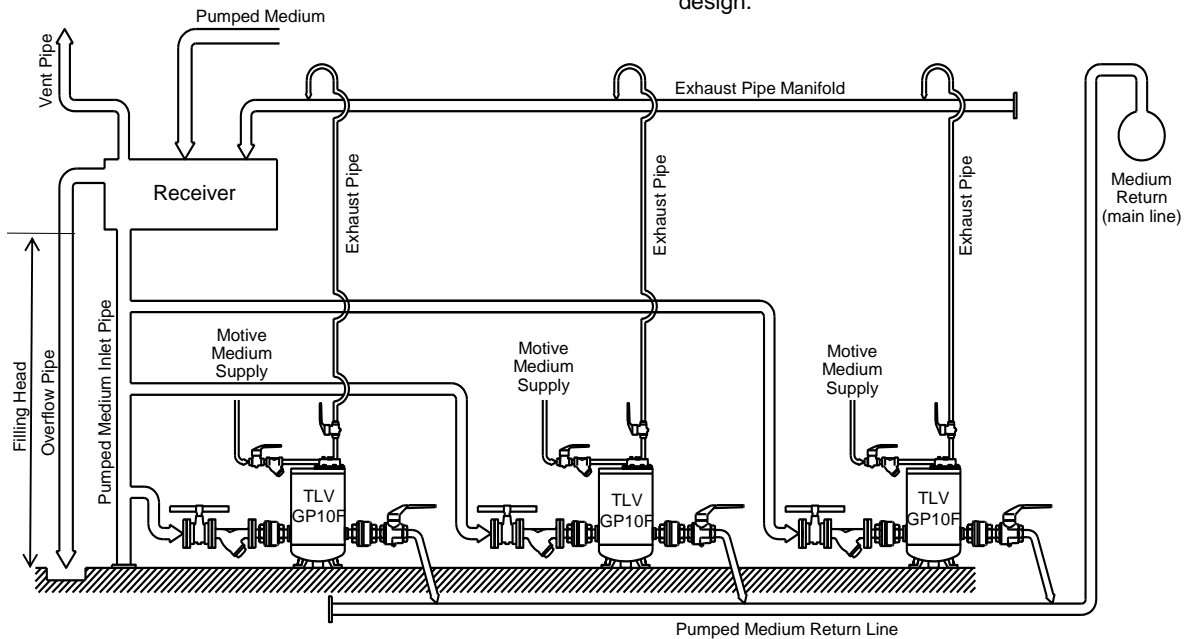 design.
Pumped Medium
Vent Pipe
Exhaust Pipe Manifold
Receiver
Exhaust Pipe
Exhaust Pipe
Exhaust Pipe
Medium
Return
(main line)
Filling Head
Overflow Pipe
Pumped Medium Inlet Pipe
Motive
Medium
Supply
Motive
Medium
Supply
Motive
Medium
Supply
TLV
GP10F
TLV
GP10F
TLV
GP10F
Pumped Medium Return Line